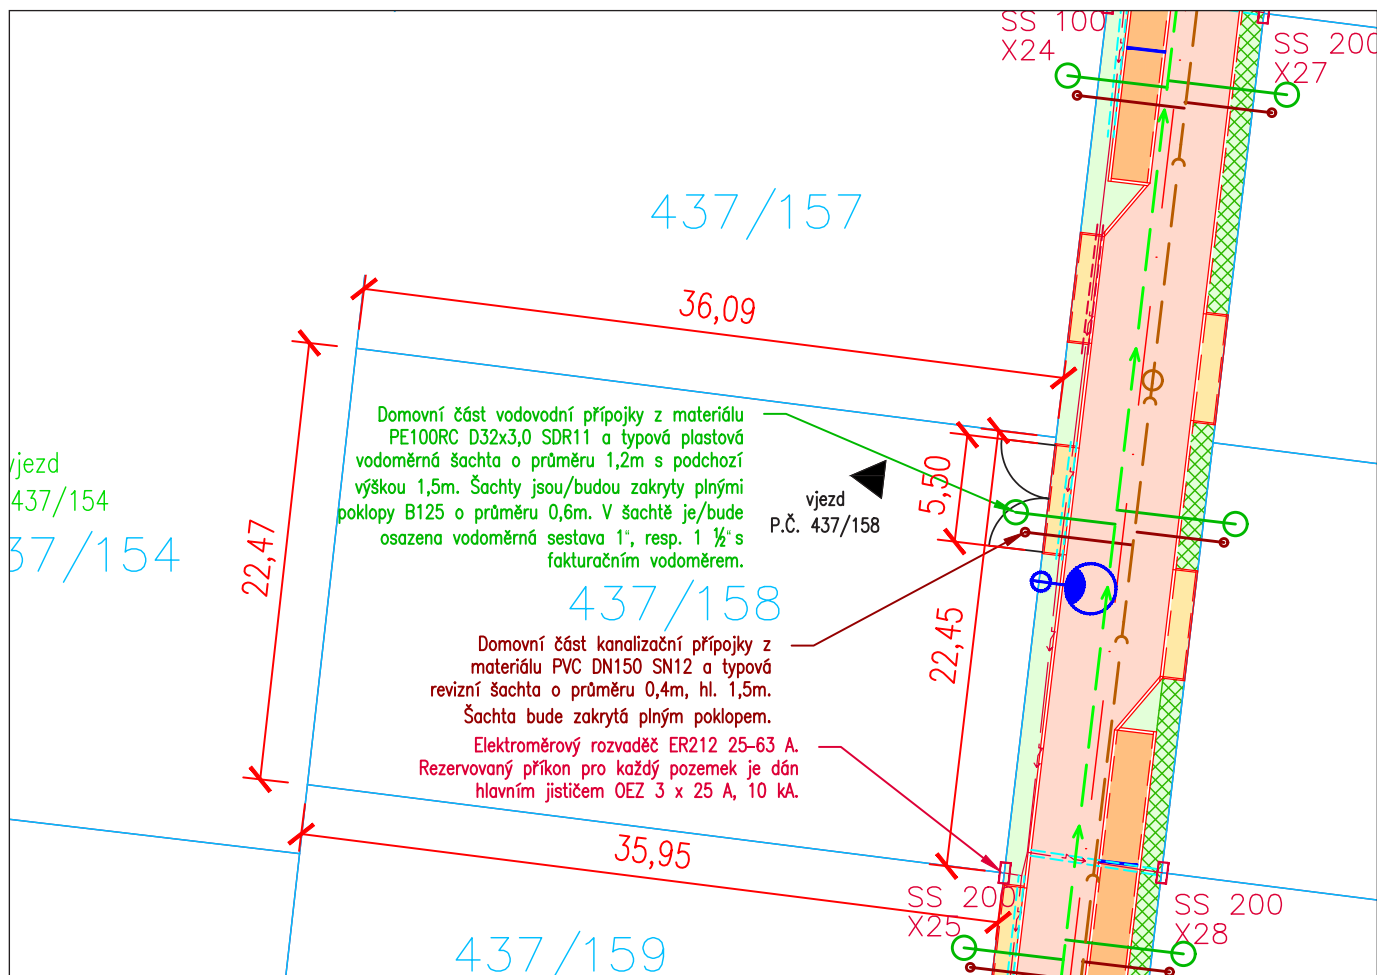 SS 100
X24
SS 200
X27
437/157
36,09
Domovní část vodovodní přípojky z materiálu
PE100RC D32x3,0 SDR11 a typová plastová
vodoměrná šachta o průměru 1,2m s podchozí
výškou 1,5m. Šachty jsou/budou zakryty plnými
poklopy B125 o průměru 0,6m. V šachtě je/bude
osazena vodoměrná sestava 1", resp. 1 ½" s
fakturačním vodoměrem.
vjezd
437/154
37/154
5,50
vjezd
P.Č. 437/158
22,47
437/158
22,45
Domovní část kanalizační přípojky z
materiálu PVC DN150 SN12 a typová
revizní šachta o průměru 0,4m, hl. 1,5m.
Šachta bude zakrytá plným poklopem.
Elektroměrový rozvaděč ER212 25-63 A.
Rezervovaný příkon pro každý pozemek je dán
hlavním jističem OEZ 3 x 25 A, 10 kA.
35,95
SS 200
X25
SS 200
X28
437/159